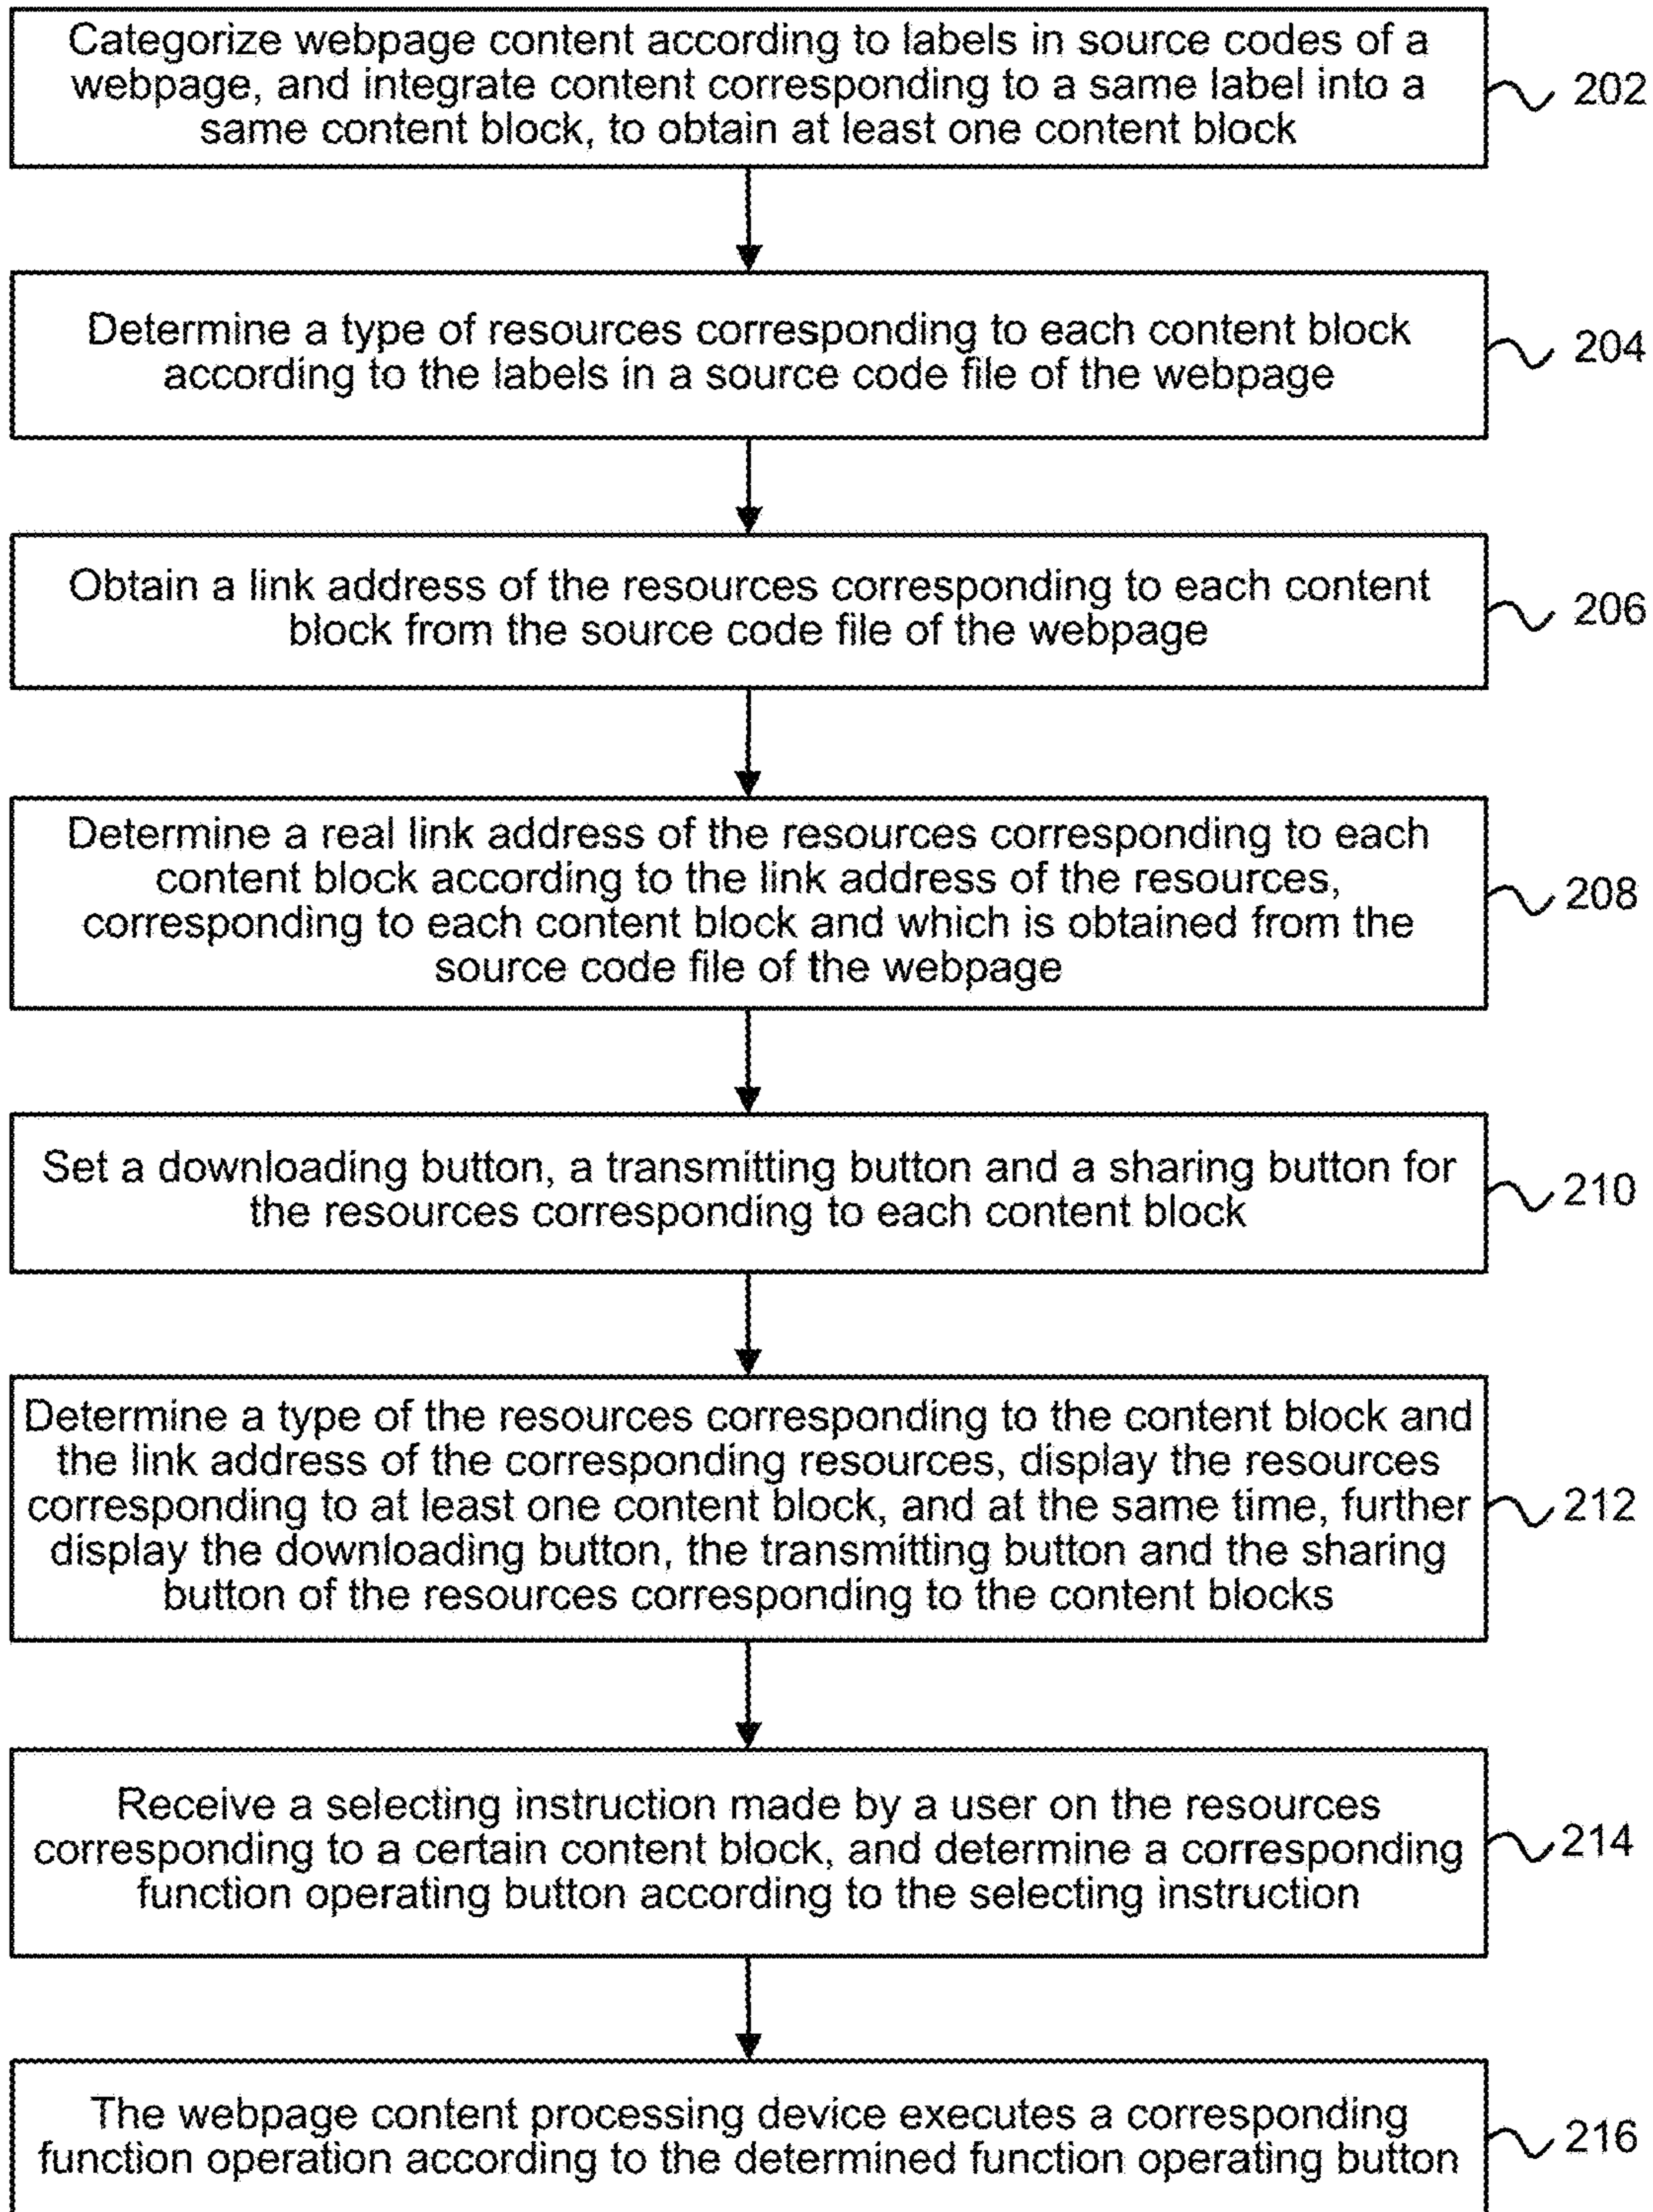 Categorize webpage content according to labels in source codes of a
webpage, and integrate content corresponding to a same label into a
same content block, to obtain at least one content block
202
Determine a type of resources corresponding to each content block
according to the labels in a source code file of the webpage
204
Obtain a link address of the resources corresponding to each content
block from the source code file of the webpage
206
Determine a real link address of the resources corresponding to each
content block according to the link address of the resources,
corresponding to each content block and which is obtained from the
source code file of the webpage
208
Set a downloading button, a transmitting button and a sharing button for
the resources corresponding to each content block
210
Determine a type of the resources corresponding to the content block and
the link address of the corresponding resources, display the resources
corresponding to at least one content block, and at the same time, further
display the downloading button, the transmitting button and the sharing
button of the resources corresponding to the content blocks
212
Receive a selecting instruction made by a user on the resources
corresponding to a certain content block, and determine a corresponding
function operating button according to the selecting instruction
214
The webpage content processing device executes a corresponding
function operation according to the determined function operating button
216